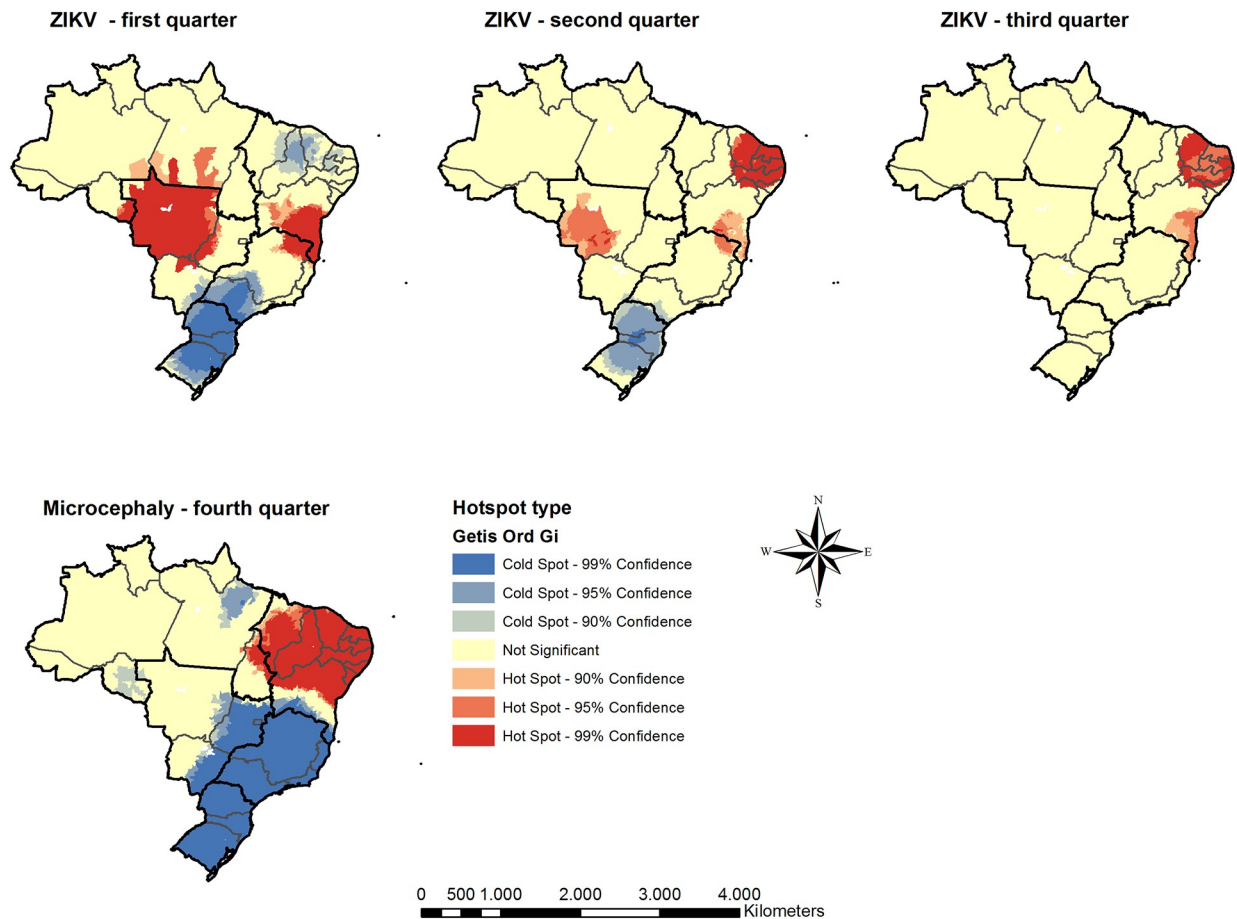 ZIKV - first quarter
ZIKV - second quarter
ZIKV - third quarter
Microcephaly - fourth quarter
Hotspot type
Getis Ord Gi
Cold Spot - 99% Confidence
Cold Spot - 95% Confidence
Cold Spot - 90% Confidence
Not Significant
Hot Spot - 90% Confidence
Hot Spot - 95% Confidence
Hot Spot - 99% Confidence
N
W E
S
0 500 1.000 2.000 3.000 4.000
Kilometers